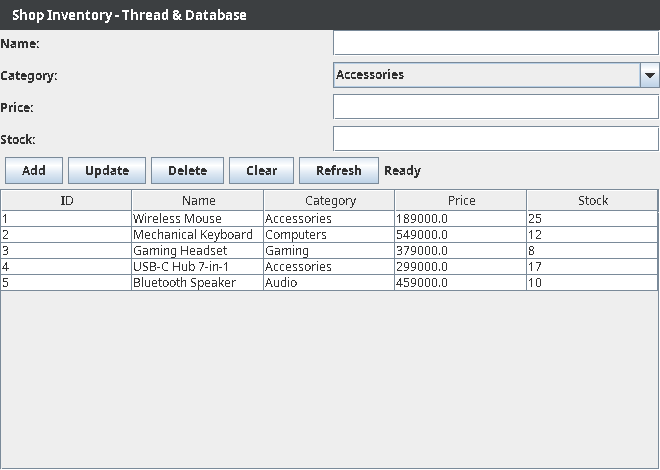 Shop Inventory - Thread & Database
Name:
Category: Accessories
Price:
Stock:
Add Update Delete Clear Refresh Ready
ID Name Category Price Stock
1 Wireless Mouse Accessories 189000.0 25
2 Mechanical Keyboard Computers 549000.0 12
3 Gaming Headset Gaming 379000.0 8
4 USB-C Hub 7-in-1 Accessories 299000.0 17
5 Bluetooth Speaker Audio 459000.0 10